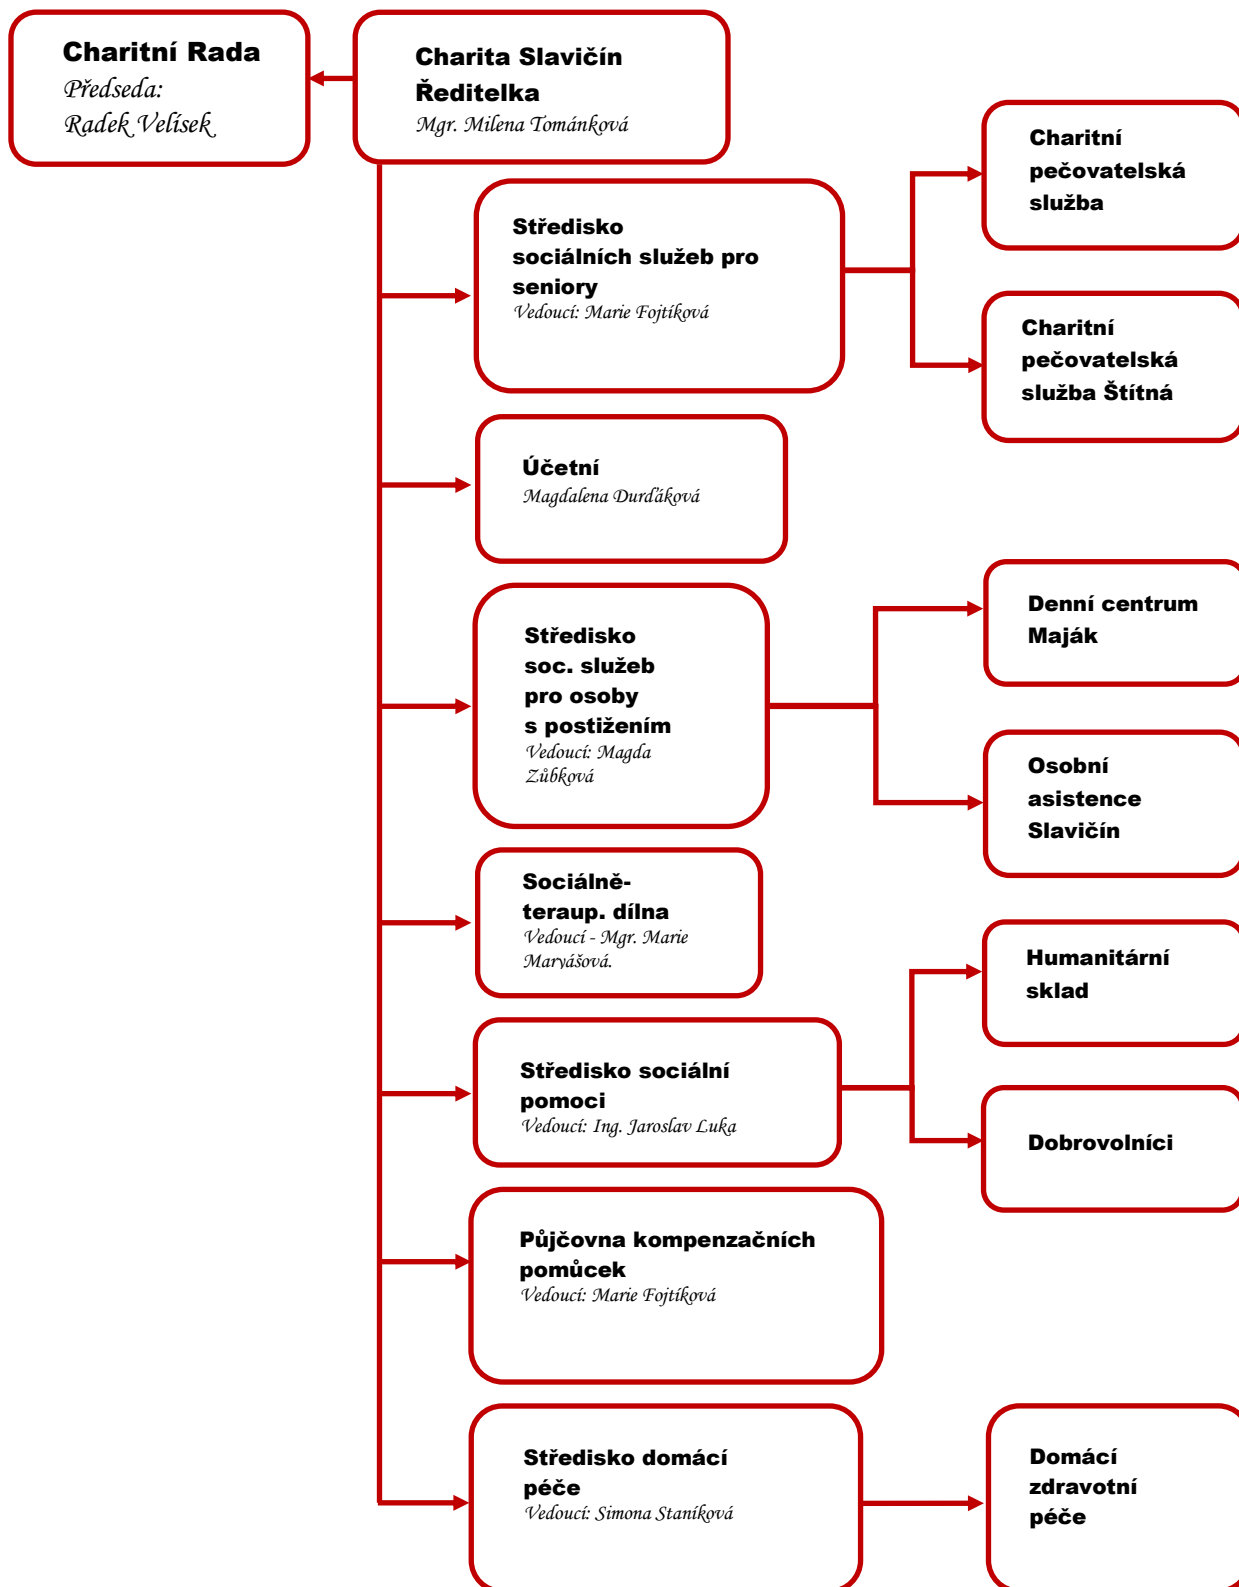 Charitní Rada
Předseda:
Radek Velísek
Charita Slavičín
Ředitelka
Mgr. Milena Tománková
Středisko
sociálních služeb pro
seniory
Vedoucí: Marie Fojtíková
Charitní
pečovatelská
služba
Charitní
pečovatelská
služba Štítná
Účetní
Magdalena Durďáková
Středisko
soc. služeb
pro osoby
s postižením
Vedoucí: Magda
Zůbková
Denní centrum
Maják
Osobní
asistence
Slavičín
Sociálně-
teraup. dílna
Vedoucí - Mgr. Marie
Maryášová.
Středisko sociální
pomoci
Vedoucí: Ing. Jaroslav Luka
Humanitární
sklad
Dobrovolníci
Půjčovna kompenzačních
pomůcek
Vedoucí: Marie Fojtíková
Středisko domácí
péče
Vedoucí: Simona Staníková
Domácí
zdravotní
péče